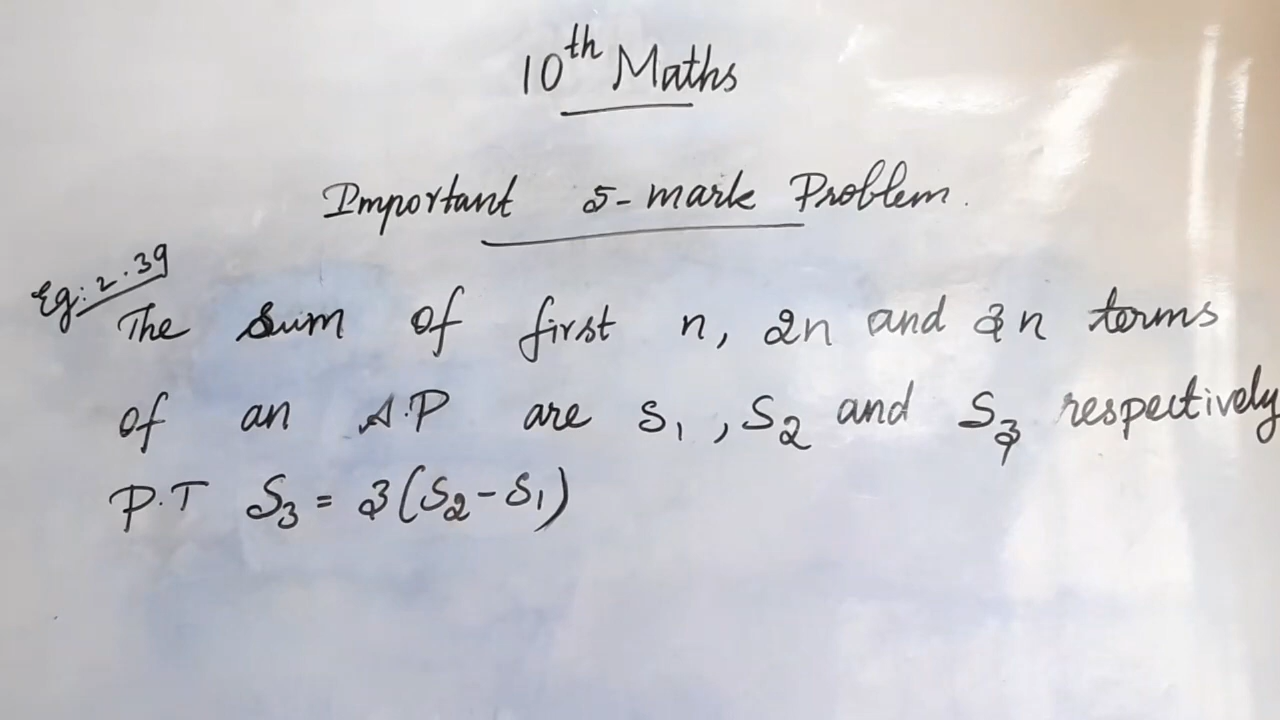 10th Maths
Important 5-mark Problem.
Eg: 2.39
The Sum of first n, 2n and 3n terms
of an A.P are S1, S2 and S3 respectively
P.T S3 = 3(S2-S1)